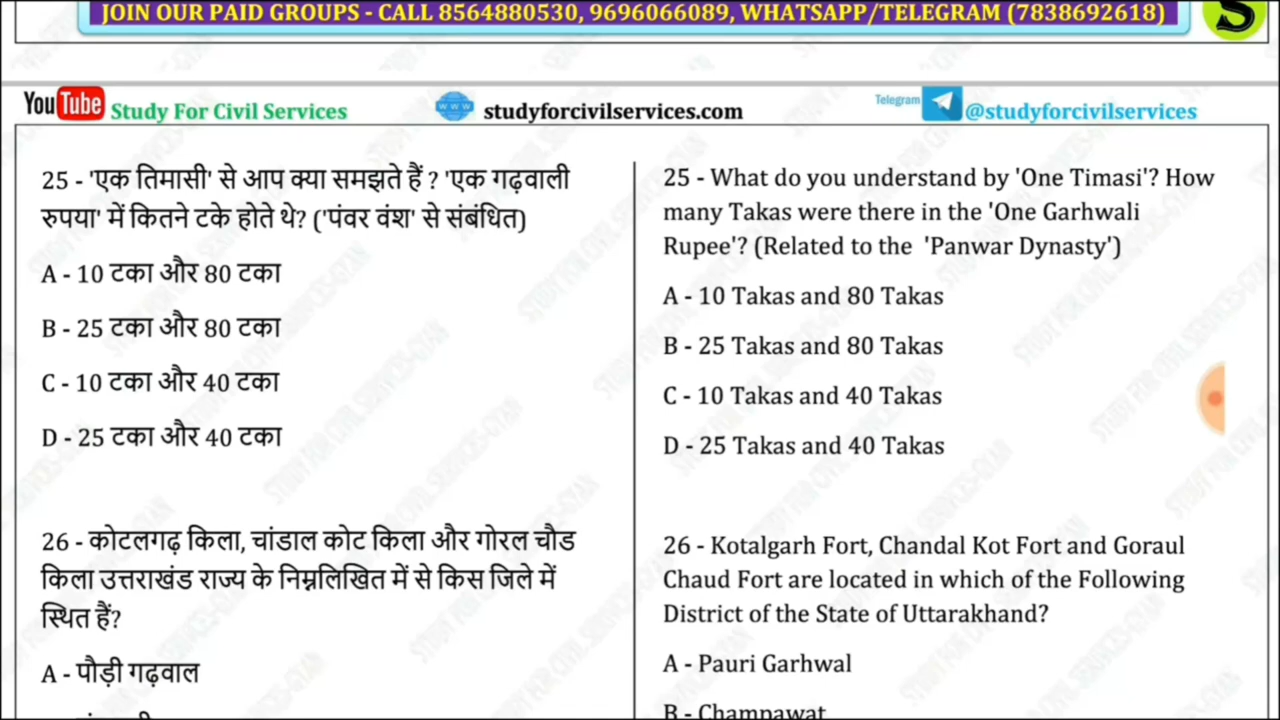 JOIN OUR PAID GROUPS - CALL 8564880530, 9696066089, WHATSAPP/TELEGRAM (7838692618)
S
YouTube Study For Civil Services
WWW studyforcivilservices.com
Telegram @studyforcivilservices
25 - 'एक तिमासी' से आप क्या समझते हैं ? 'एक गढ़वाली
रुपया' में कितने टके होते थे? ('पंवर वंश' से संबंधित)
A - 10 टका और 80 टका
B - 25 टका और 80 टका
C - 10 टका और 40 टका
D - 25 टका और 40 टका
26 - कोटलगढ़ किला, चांडाल कोट किला और गोरल चौड
किला उत्तराखंड राज्य के निम्नलिखित में से किस जिले में
स्थित हैं?
A - पौड़ी गढ़वाल
25 - What do you understand by 'One Timasi'? How
many Takas were there in the 'One Garhwali
Rupee'? (Related to the 'Panwar Dynasty')
A - 10 Takas and 80 Takas
B - 25 Takas and 80 Takas
C - 10 Takas and 40 Takas
D - 25 Takas and 40 Takas
26 - Kotalgarh Fort, Chandal Kot Fort and Goraul
Chaud Fort are located in which of the Following
District of the State of Uttarakhand?
A - Pauri Garhwal
B - Champawat